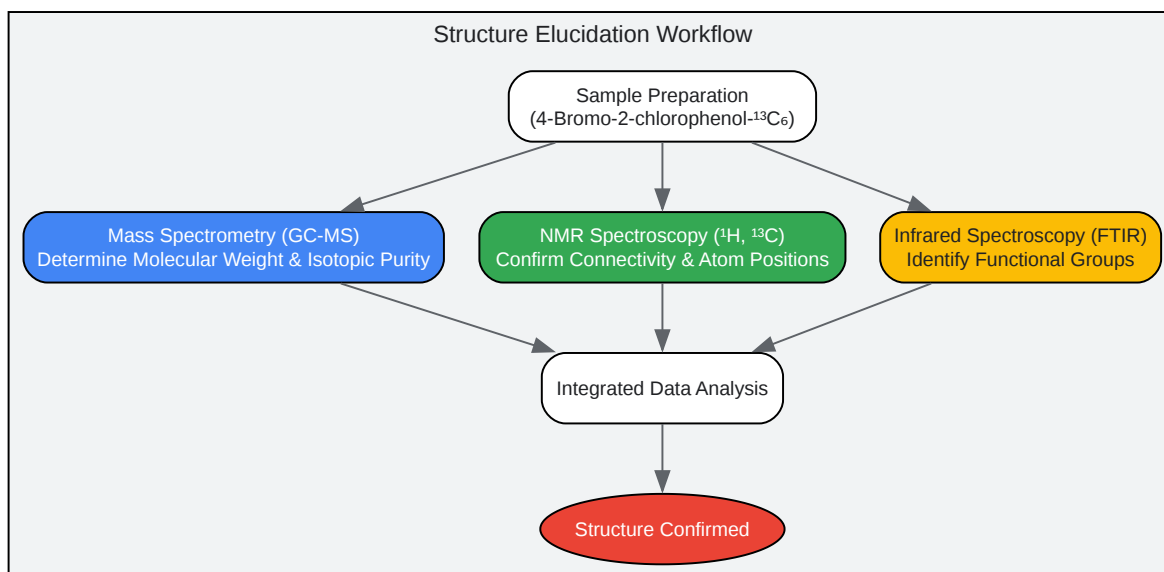 Structure Elucidation Workflow
Sample Preparation
(4-Bromo-2-chlorophenol-¹³C₆)
Mass Spectrometry (GC-MS)
Determine Molecular Weight & Isotopic Purity
NMR Spectroscopy (¹H, ¹³C)
Confirm Connectivity & Atom Positions
Infrared Spectroscopy (FTIR)
Identify Functional Groups
Integrated Data Analysis
Structure Confirmed